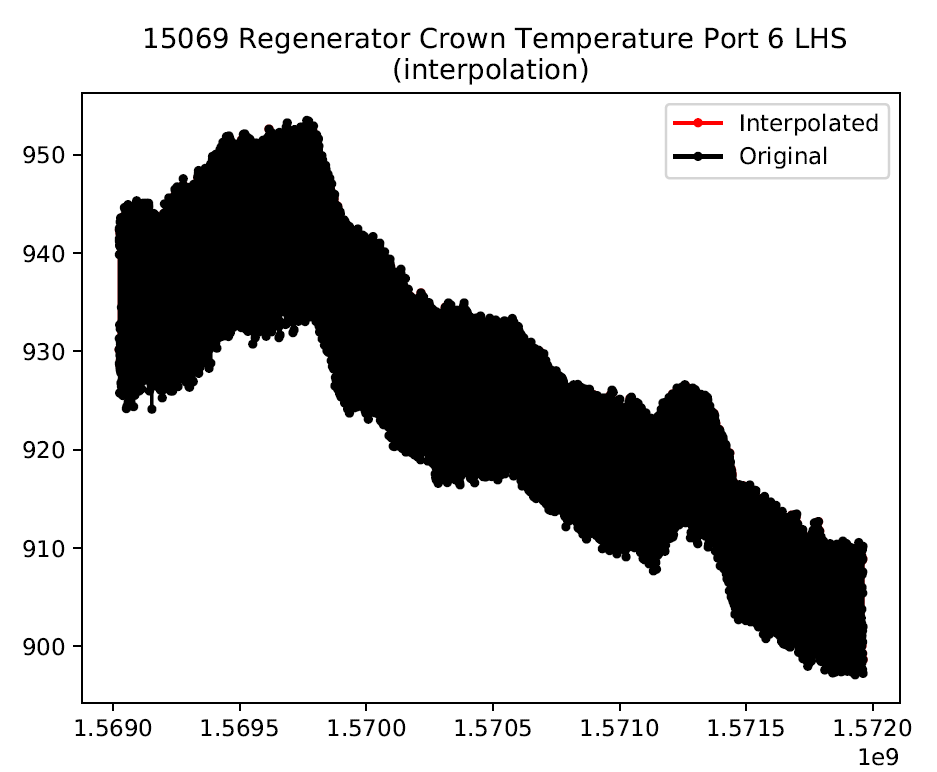 15069 Regenerator Crown Temperature Port 6 LHS
(interpolation)
Interpolated
Original
950
940
930
920
910
900
1.5690 1.5695 1.5700 1.5705 1.5710 1.5715 1.5720
1e9